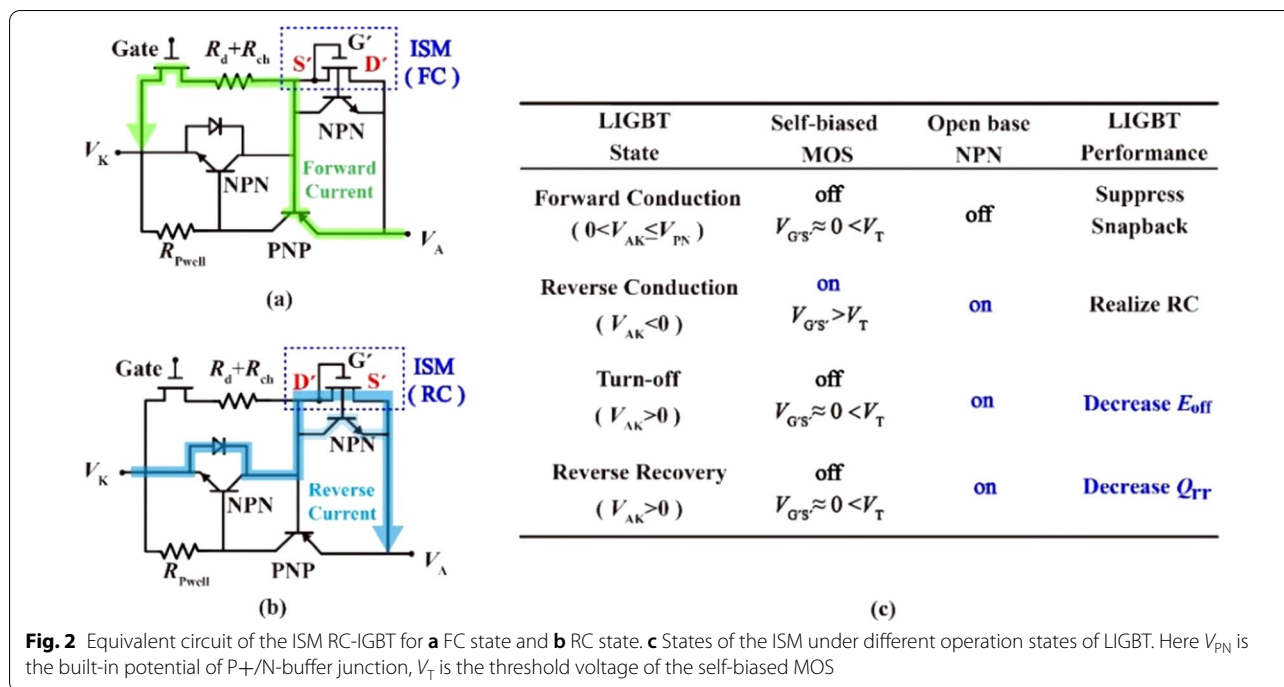 Gate
R_d+R_ch
G′
ISM
S′
D′
(FC)
NPN
V_K
NPN
Forward
Current
R_Pwell
PNP
V_A
(a)
Gate
R_d+R_ch
G′
ISM
D′
S′
(RC)
NPN
V_K
NPN
Reverse
Current
R_Pwell
PNP
V_A
(b)
LIGBT Self-biased Open base LIGBT
State MOS NPN Performance
Forward Conduction off off Suppress
(0<V_AK≤V_PN) V_G'S'≈0<V_T Snapback
Reverse Conduction on on Realize RC
(V_AK<0) V_G'S'>V_T
Turn-off off on Decrease E_off
(V_AK>0) V_G'S'≈0<V_T
Reverse Recovery off on Decrease Q_rr
(V_AK>0) V_G'S'≈0<V_T
(c)
Fig. 2 Equivalent circuit of the ISM RC-IGBT for a FC state and b RC state. c States of the ISM under different operation states of LIGBT. Here V_PN is
the built-in potential of P+/N-buffer junction, V_T is the threshold voltage of the self-biased MOS